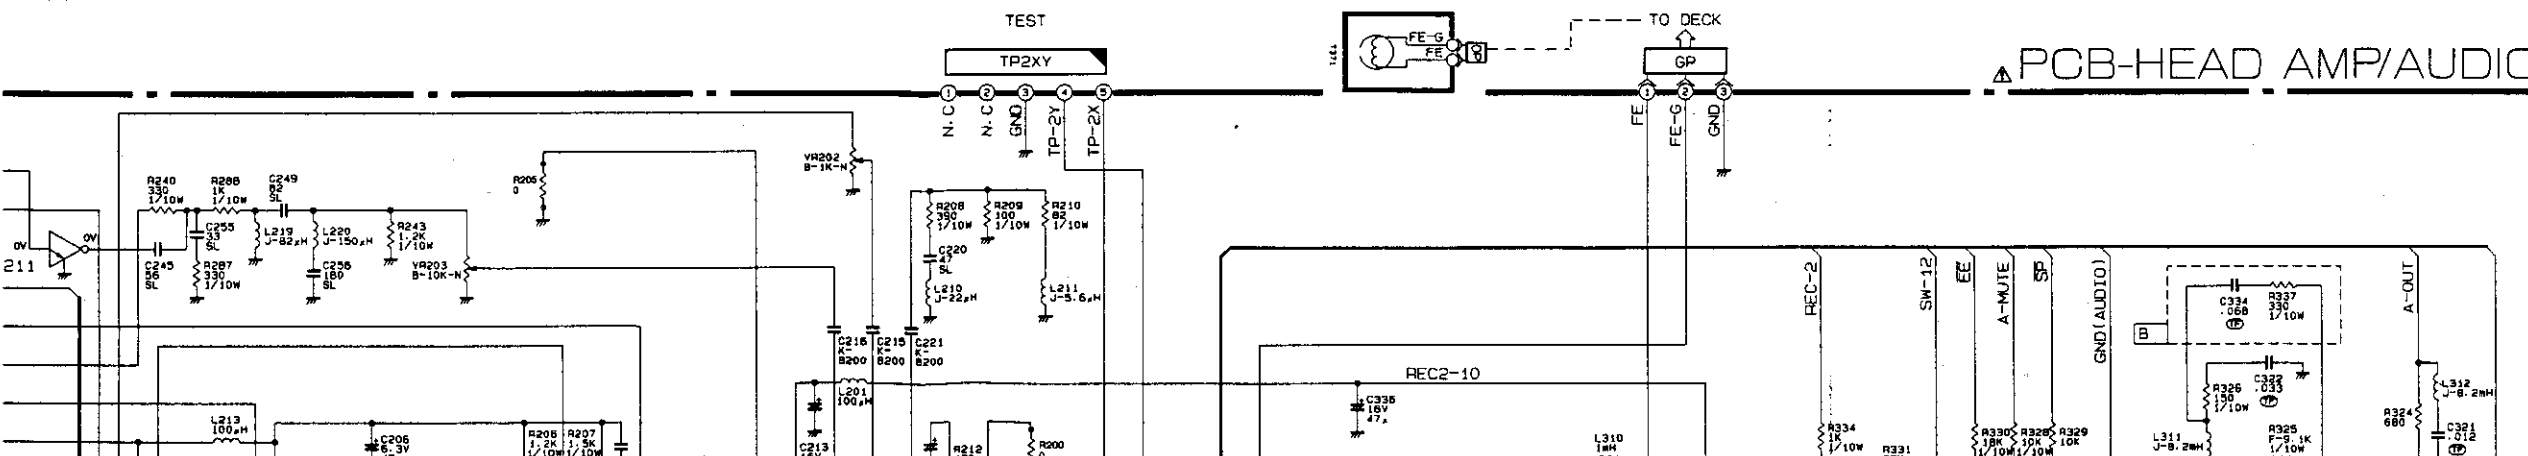 TEST
TP2XY
1
2
3
4
5
N.C
N.C
GND
TP-2Y
TP-2X
FE-G
FE
TO DECK
GP
1
2
3
FE
FE-G
GND
PCB-HEAD AMP/AUDIO
0V
0V
211
R240
330
1/10W
R286
1K
1/10W
C249
82
SL
C255
33
SL
R287
330
1/10W
C245
56
SL
L219
J-82μH
L220
J-150μH
C256
180
SL
R243
1.2K
1/10W
VR203
B-10K-N
R205
0
VR202
B-1K-N
R208
390
1/10W
R209
100
1/10W
R210
82
1/10W
C220
47
SL
L210
J-22μH
L211
J-5.6μH
C216
K-
8200
C215
K-
8200
C221
K-
8200
L201
100μH
REC2-10
C336
16V
47μ
L213
100μH
C206
6.3V
R206
1.2K
1/10W
R207
1.5K
1/10W
C213
R212
R200
L310
1mH
REC-2
SW-12
EE
A-MUTE
SP
GND(AUDIO)
A-OUT
R334
1K
1/10W
R331
R330
18K
1/10W
R328
10K
1/10W
R329
10K
B
C334
.068
TF
R337
330
1/10W
R326
150
1/10W
C322
.033
TF
L311
J-8.2mH
R325
F-9.1K
1/10W
R324
680
L312
J-8.2mH
C321
.012
TF